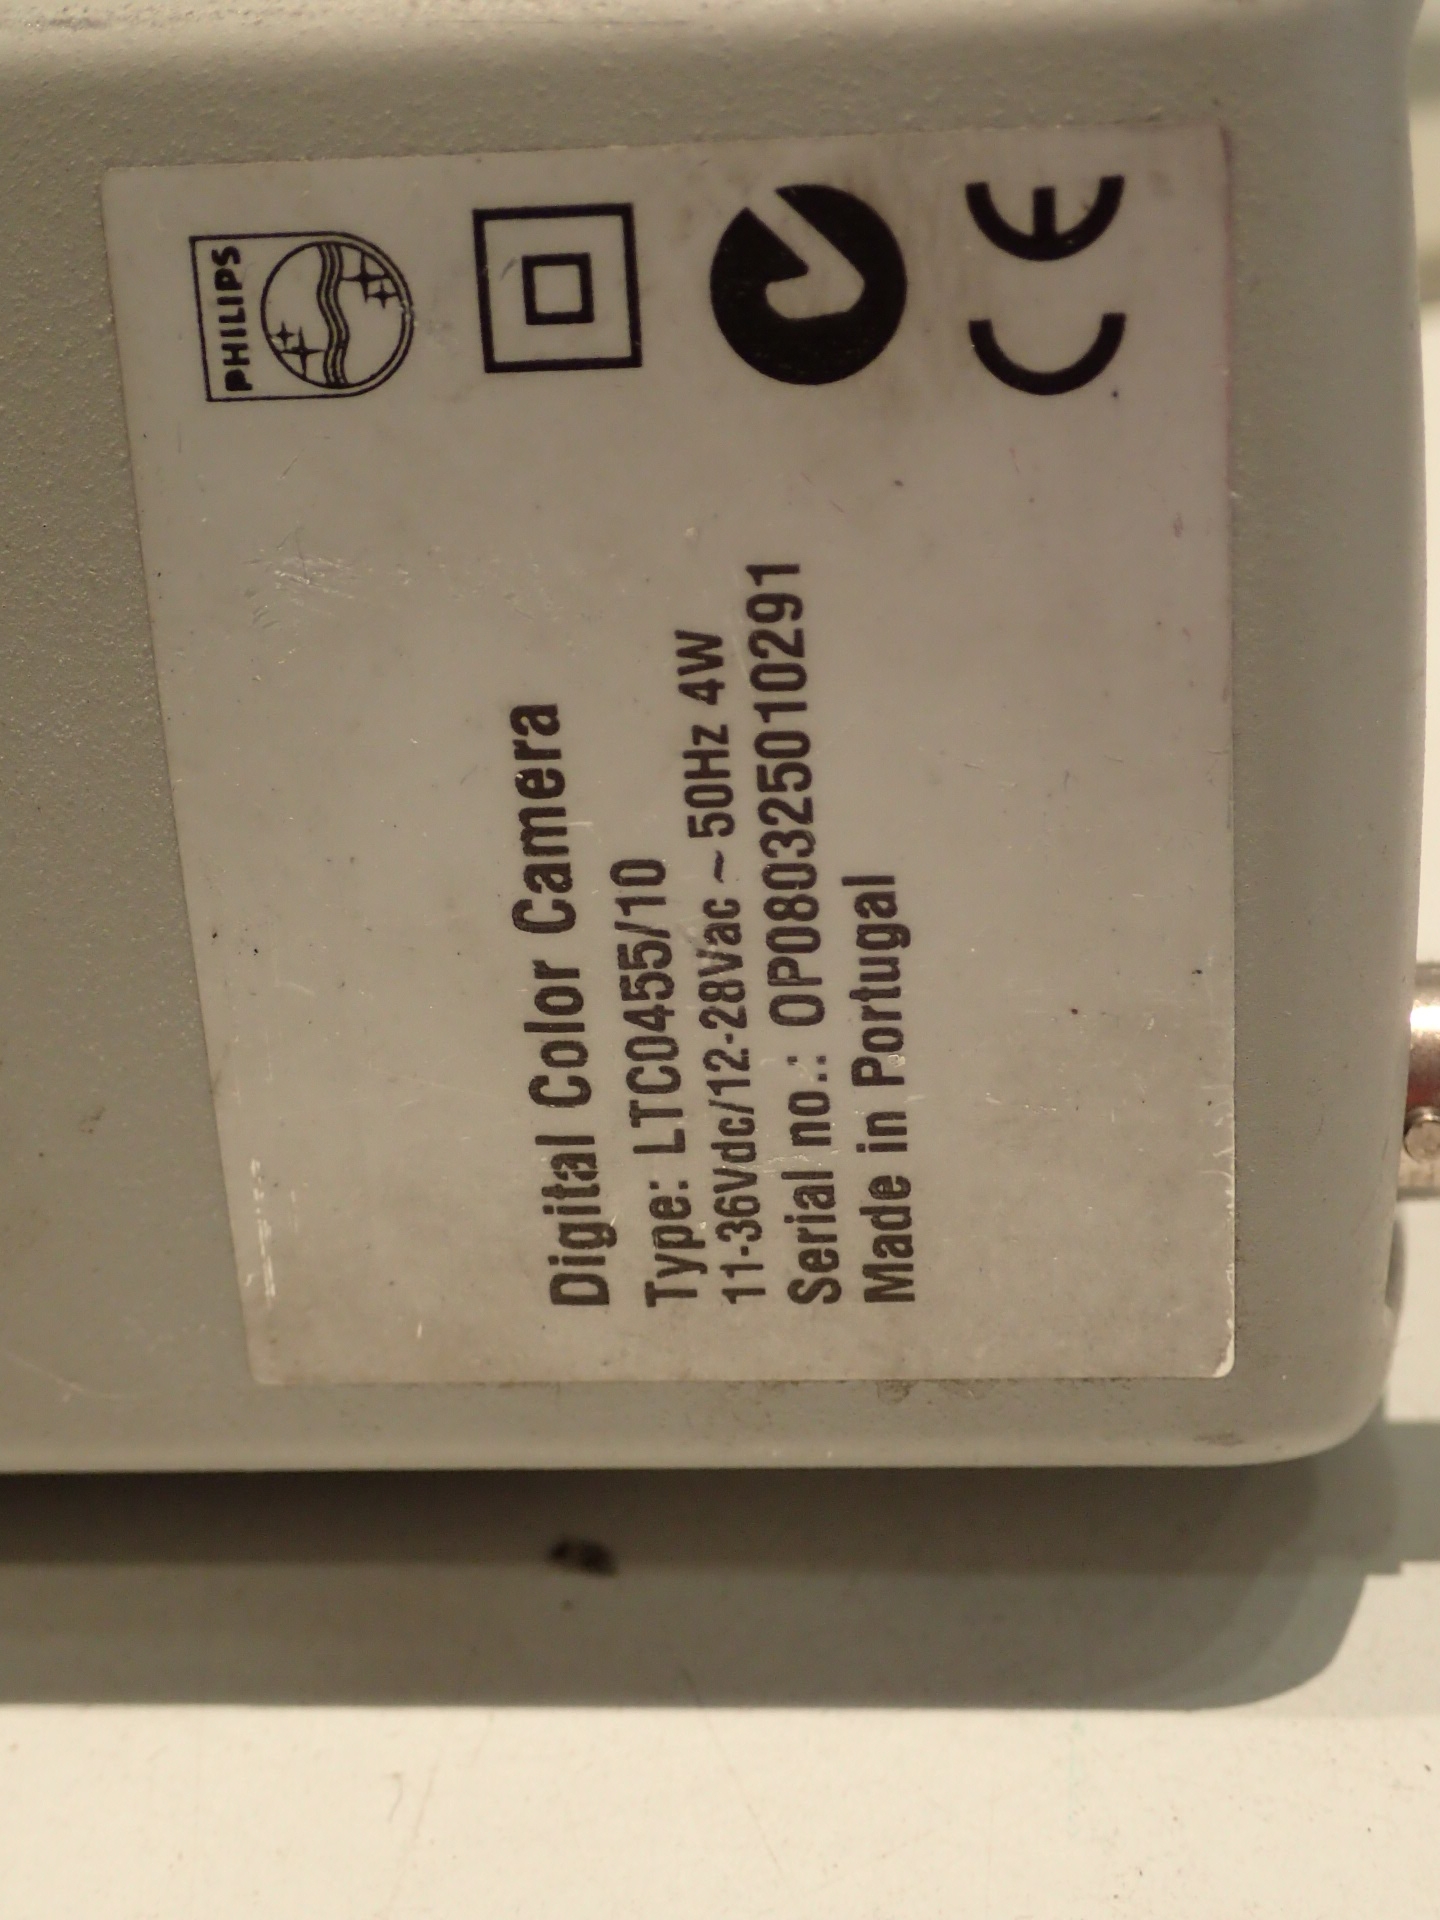 PHILIPS
Digital Color Camera
Type: LTC0455/10
11-36Vdc/12-28Vac ~ 50Hz 4W
Serial no.: OP080325010291
Made in Portugal
CE